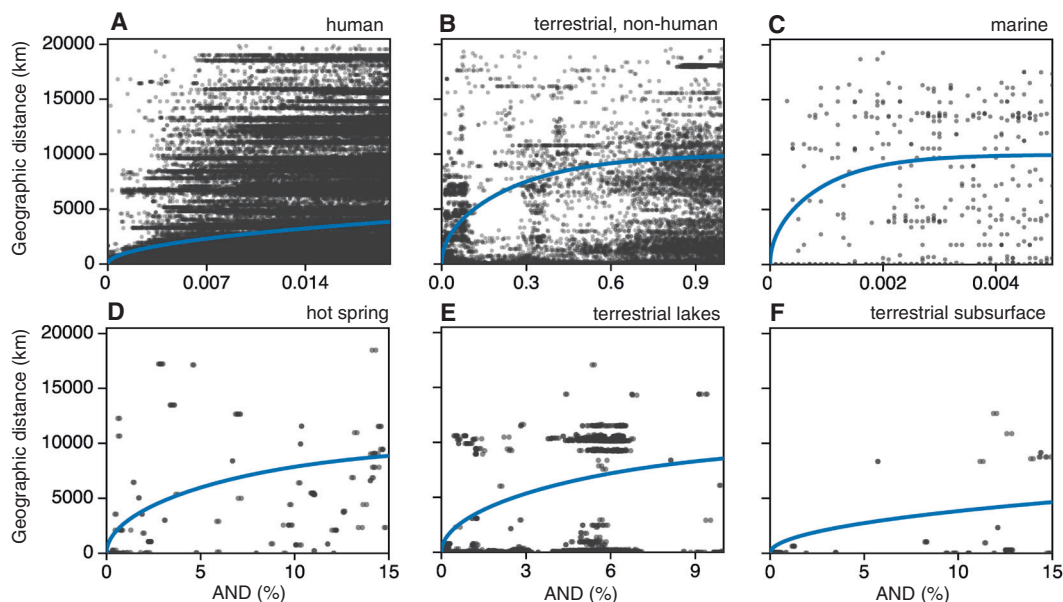 A human
B terrestrial, non-human
C marine
Geographic distance (km)
20000
15000
10000
5000
0
0 0.007 0.014
0.0 0.3 0.6 0.9
0 0.002 0.004
D hot spring
E terrestrial lakes
F terrestrial subsurface
Geographic distance (km)
20000
15000
10000
5000
0
0 5 10 15
0 3 6 9
0 5 10 15
AND (%)
AND (%)
AND (%)